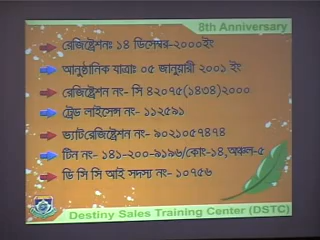 8th Anniversary
রেজিষ্ট্রেশনঃ ১৪ ডিসেম্বর-২০০০ইং
আনুষ্ঠানিক যাত্রাঃ ০৫ জানুয়ারী ২০০১ ইং
রেজিষ্ট্রেশন নং- সি ৪২০৭৫(১৪৩৪)২০০০
ট্রেড লাইসেন্স নং- ১১২৫৯১
ভ্যাটরেজিষ্ট্রেশন নং- ৯০২১০৫৭৪৭৪
টিন নং- ১৪১-২০০-৯১৯৬/কোং-১৪,অঞ্চল-৫
ডি সি সি আই সদস্য নং- ১০৭৫৬
Destiny Sales Training Center (DSTC)